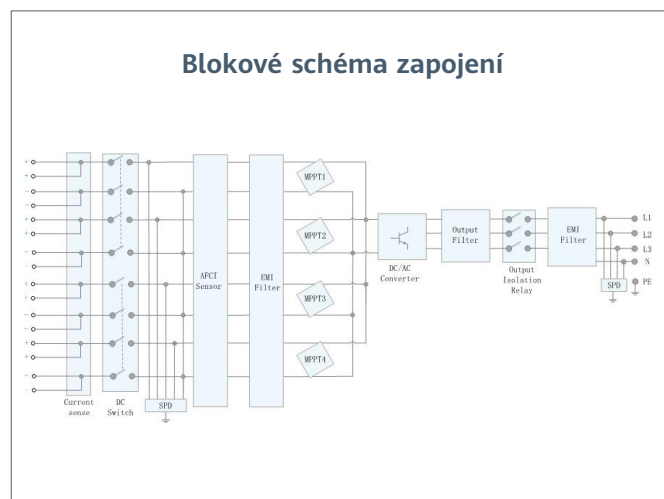 Blokové schéma zapojení
+
+
-
-
+
+
-
-
+
+
-
-
+
+
-
-
Current
sense
DC
Switch
SPD
AFCI
Sensor
EMI
Filter
MPPT1
MPPT2
MPPT3
MPPT4
DC/AC
Converter
Output
Filter
Output
Isolation
Relay
EMI
Filter
SPD
L1
L2
L3
N
PE